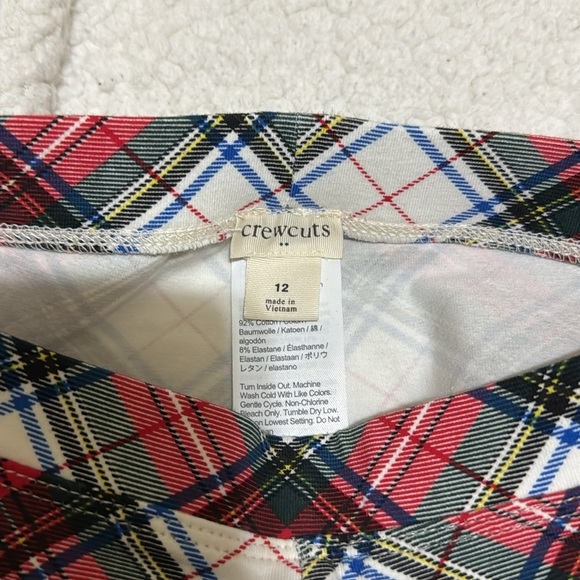 crewcuts
12
made in
Vietnam
92% Cotton
Baumwolle / Katoen / 綿 /
algodón
8% Elastane / Élasthanne /
Elastan / Elastaan / ポリウ
レタン / elastano
Turn Inside Out. Machine
Wash Cold With Like Colors.
Gentle Cycle. Non-Chlorine
Bleach Only. Tumble Dry Low.
on Lowest Setting. Do Not